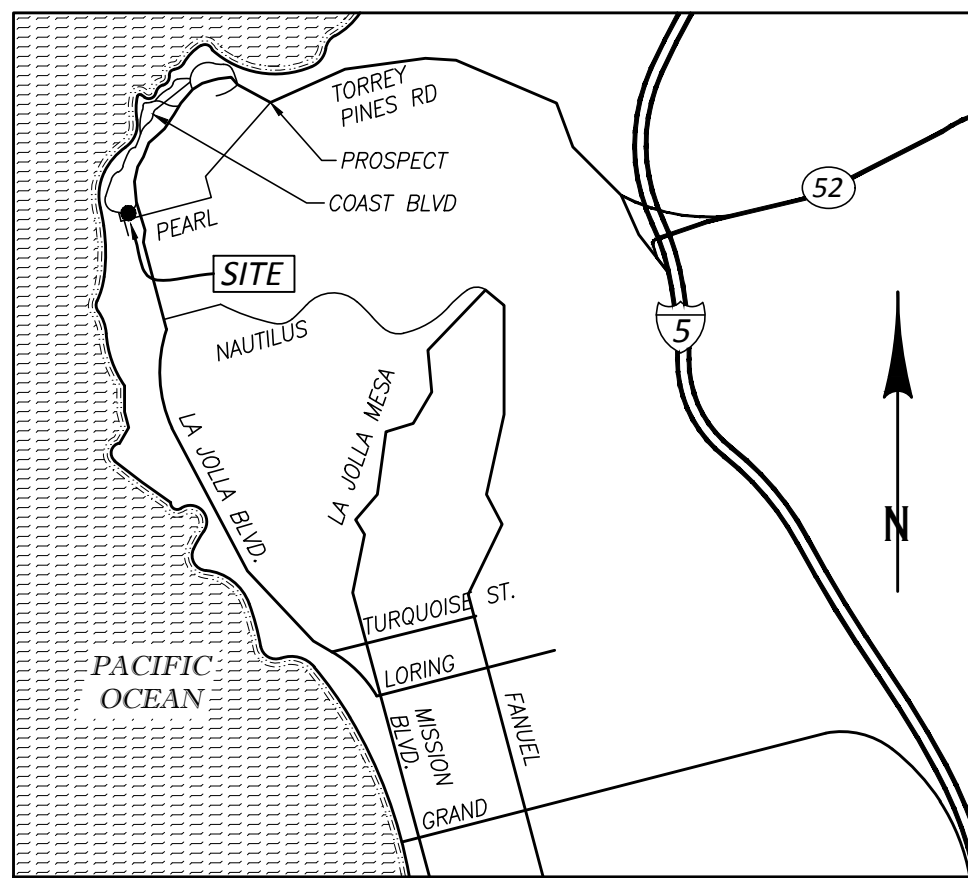 TORREY
PINES RD
PROSPECT
COAST BLVD
52
PEARL
SITE
5
NAUTILUS
LA JOLLA MESA
LA JOLLA BLVD.
N
TURQUOISE ST.
LORING
PACIFIC
OCEAN
MISSION
BLVD.
FANUEL
GRAND